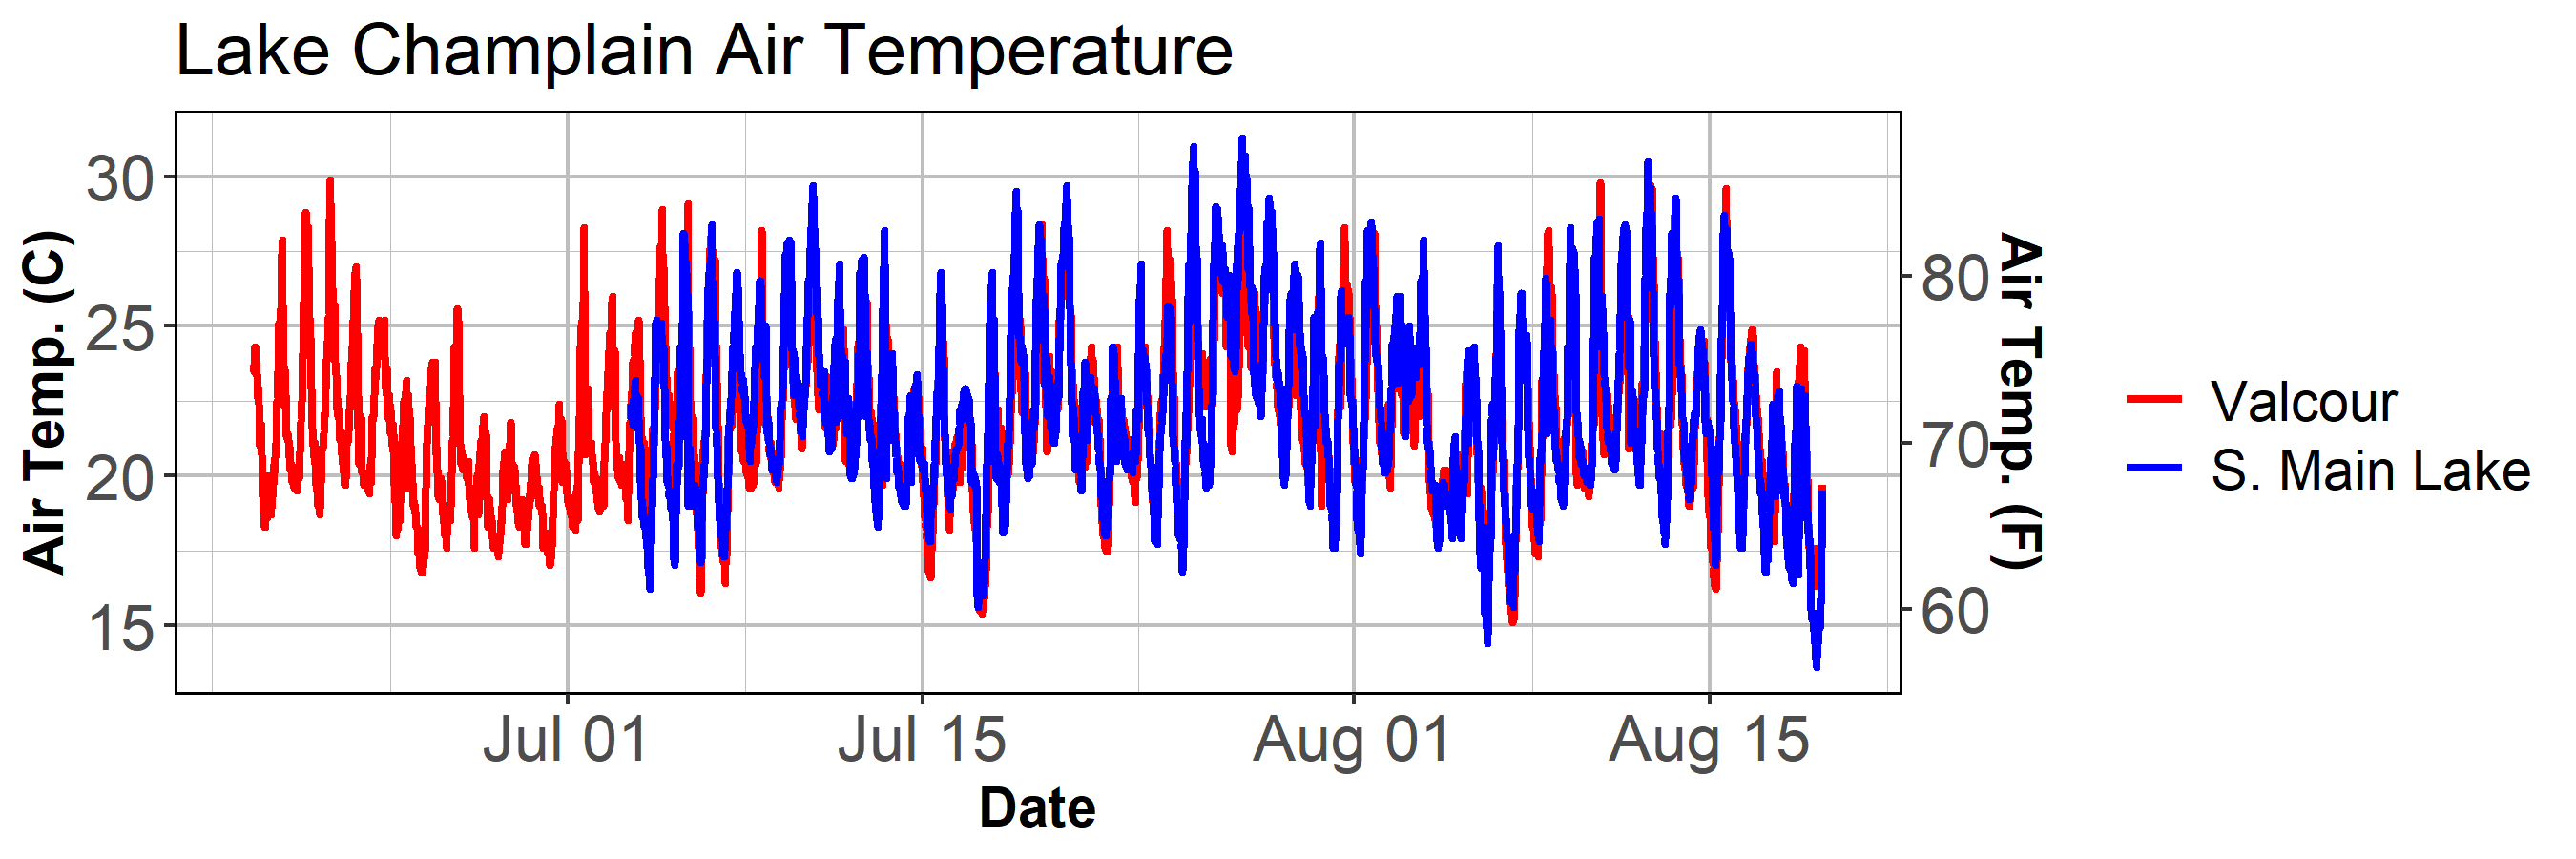 Lake Champlain Air Temperature
Air Temp. (C)
30
25
20
15
80
70
60
Air Temp. (F)
Jul 01
Jul 15
Aug 01
Aug 15
Date
Valcour
S. Main Lake